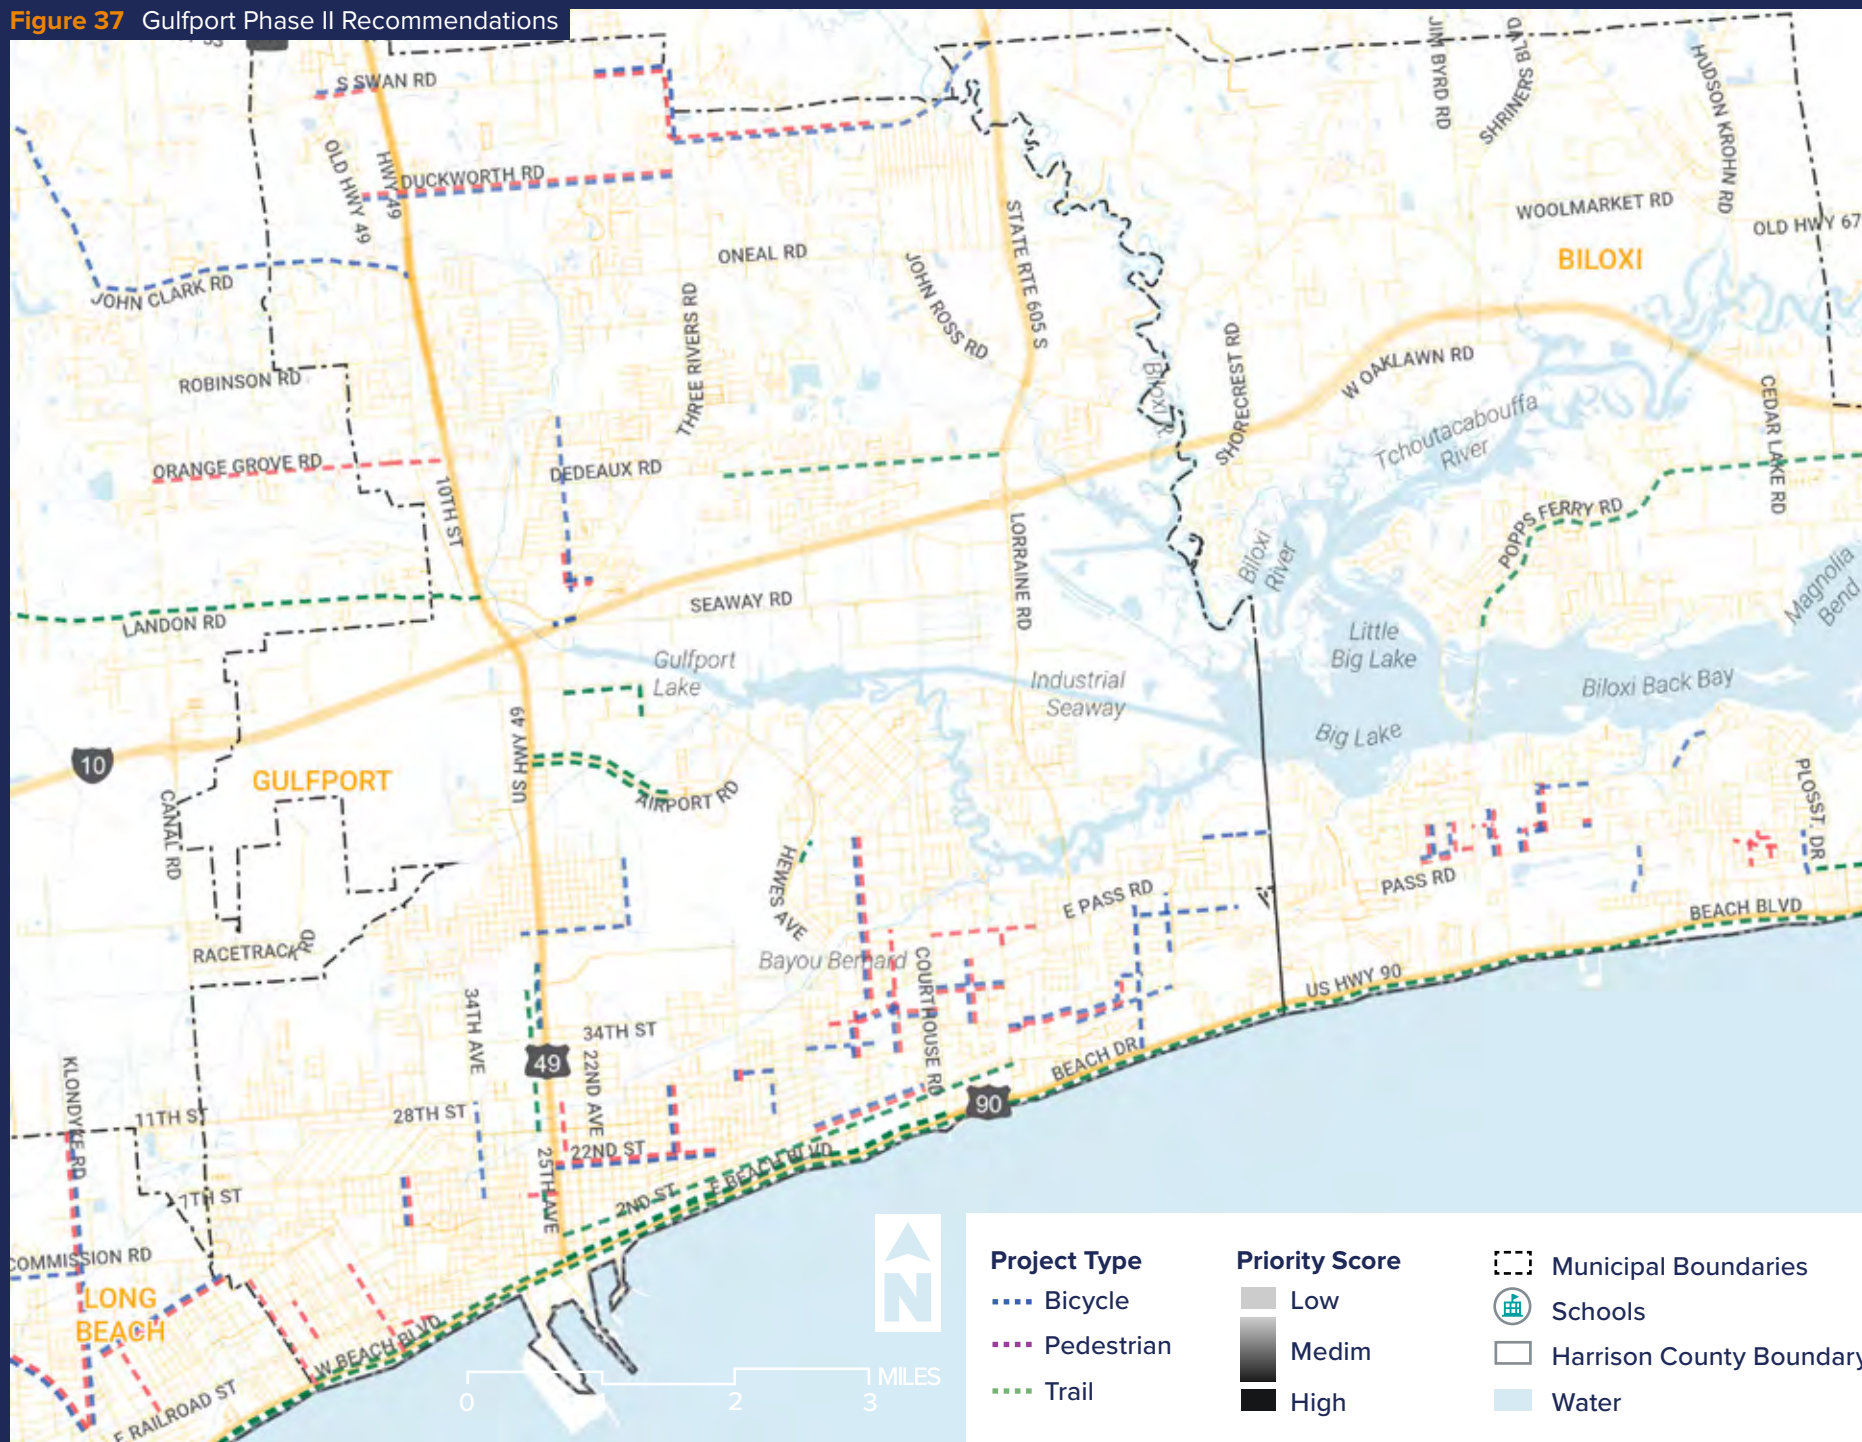 Figure 37 Gulfport Phase II Recommendations
S SWAN RD
JIM BYRD RD
SHRINERS BLVD
HUDSON KROHN RD
OLD HWY 49
HWY 49
DUCKWORTH RD
WOOLMARKET RD
OLD HWY 67
STATE RTE 605 S
ONEAL RD
BILOXI
JOHN CLARK RD
JOHN ROSS RD
THREE RIVERS RD
ROBINSON RD
SHORECREST RD
W OAKLAWN RD
Biloxi R.
CEDAR LAKE RD
Tchoutacabouffa
River
ORANGE GROVE RD
DEDEAUX RD
10TH ST
POPPS FERRY RD
LORRAINE RD
Biloxi
River
Magnolia
Bend
SEAWAY RD
LANDON RD
Little
Big Lake
Gulfport
Lake
Industrial
Seaway
Biloxi Back Bay
Big Lake
US HWY 49
10
GULFPORT
AIRPORT RD
CANAL RD
PLOSST. DR
HEWES AVE
E PASS RD
PASS RD
BEACH BLVD
RACETRACK RD
Bayou Bernard
COURTHOUSE RD
US HWY 90
34TH AVE
34TH ST
22ND AVE
49
BEACH DR
KLONDYKE RD
90
11TH ST
28TH ST
22ND ST
25TH AVE
E BEACH BLVD
7TH ST
2ND ST
COMMISSION RD
LONG
BEACH
W BEACH BLVD
E RAILROAD ST
N
MILES
0
2
3
Project Type
Bicycle
Pedestrian
Trail
Priority Score
Low
Medim
High
Municipal Boundaries
Schools
Harrison County Boundary
Water